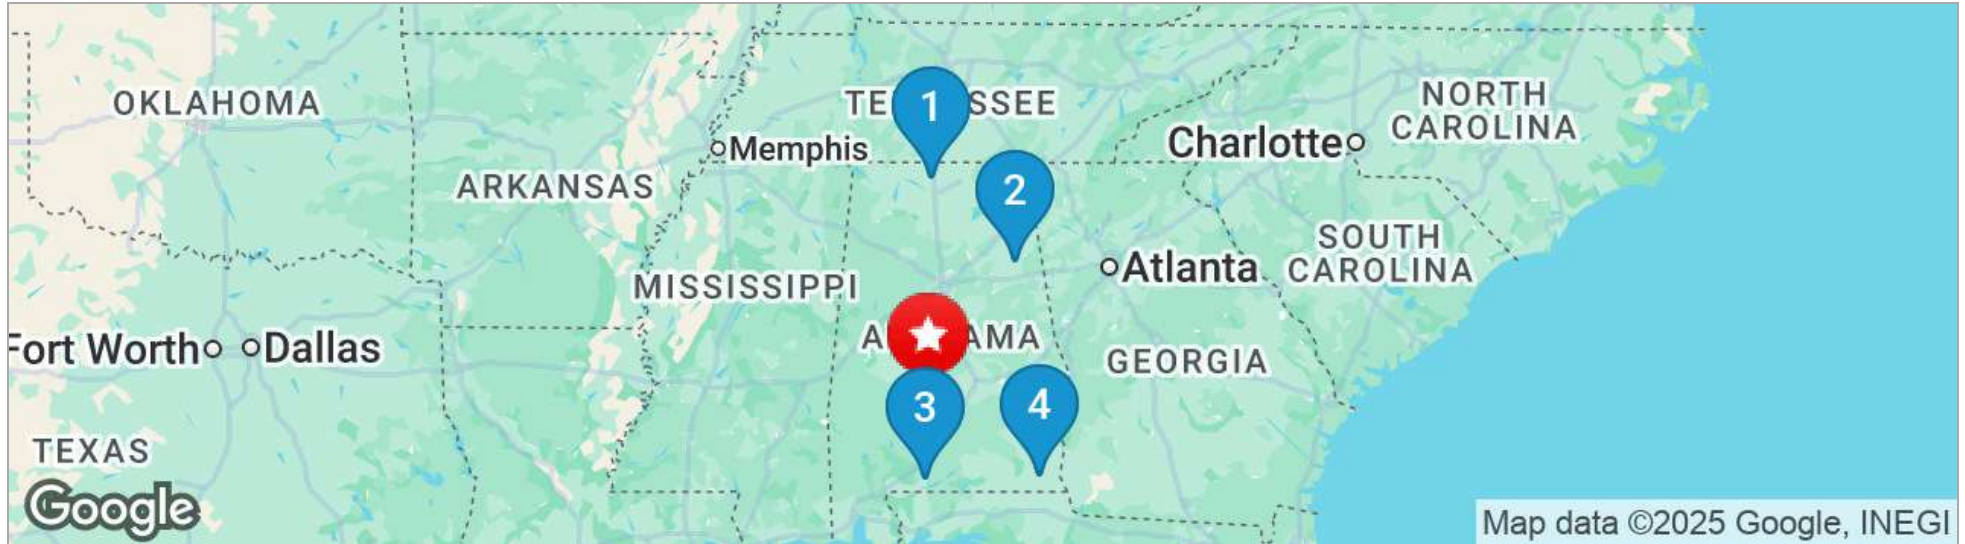 OKLAHOMA
TE
1
SSEE
NORTH
CAROLINA
Memphis
Charlotte
ARKANSAS
2
SOUTH
CAROLINA
Atlanta
MISSISSIPPI
A
AMA
Fort Worth
Dallas
GEORGIA
3
4
TEXAS
Google
Map data ©2025 Google, INEGI